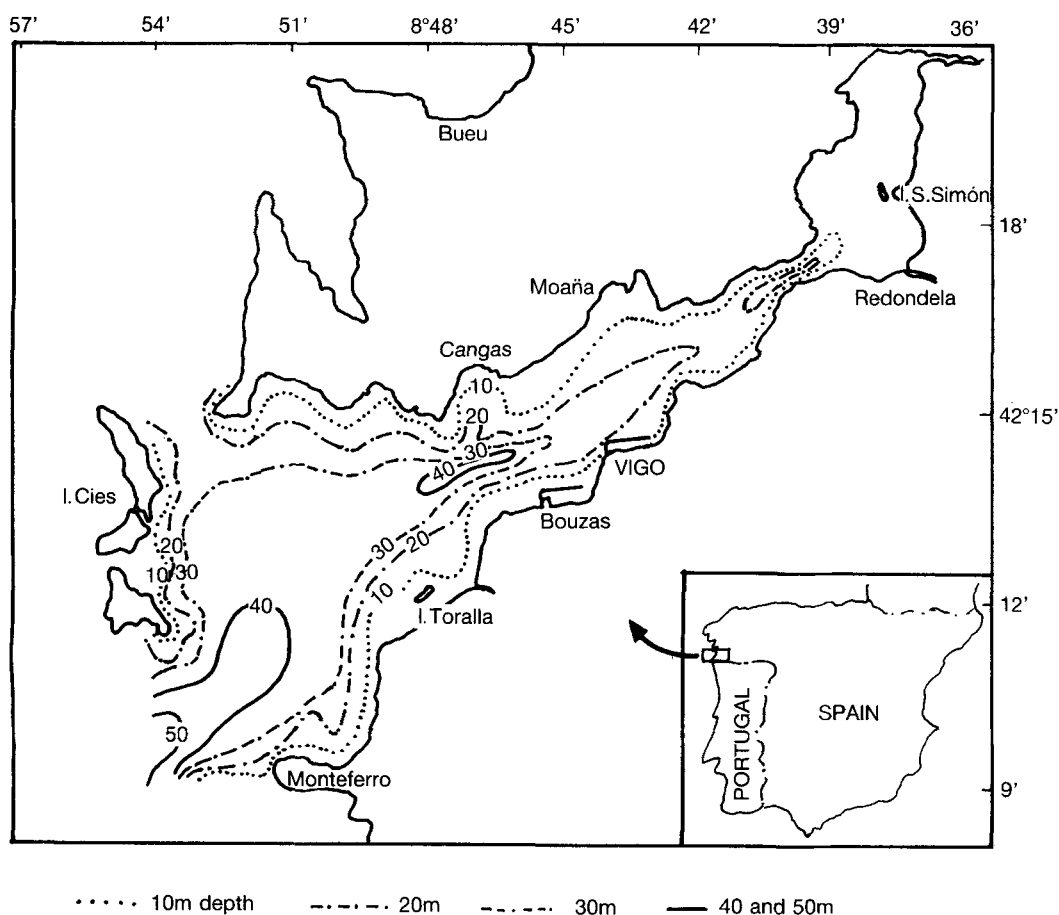 57' 54' 51' 8°48' 45' 42' 39' 36'
Bueu
I.S.Simón
18'
Moaña
Redondela
Cangas
10
20
42°15'
30
40
I.Cies
VIGO
Bouzas
20
30
20
10 30
10
40
12'
I.Toralla
50
SPAIN
PORTUGAL
Monteferro
9'
10m depth 20m 30m 40 and 50m